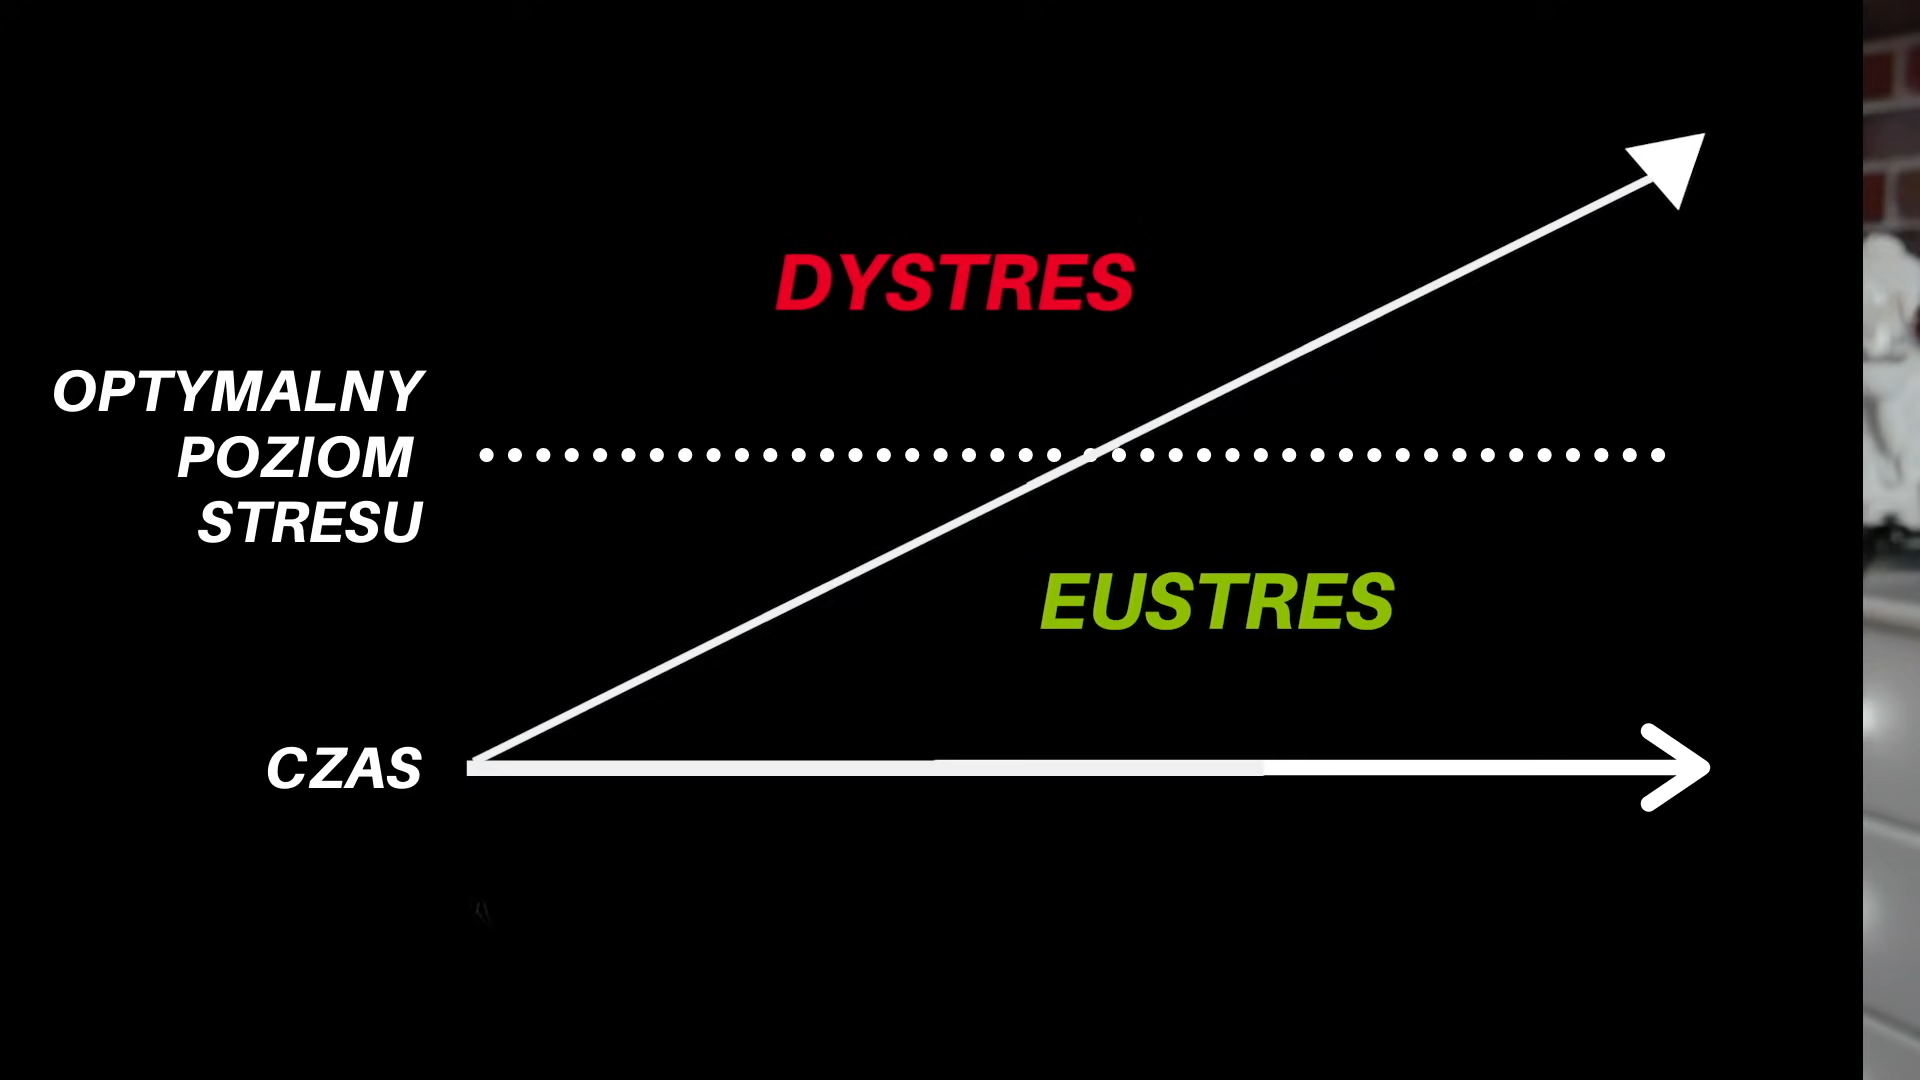 DYSTRES
OPTYMALNY
POZIOM
STRESU
EUSTRES
CZAS